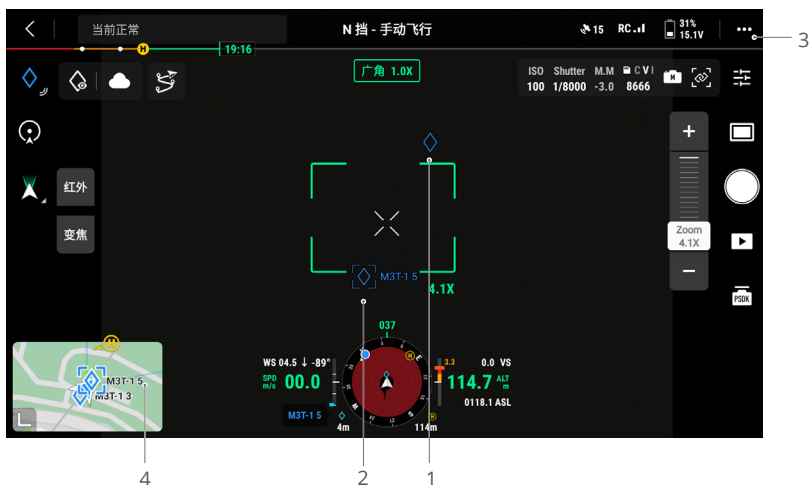 当前正常
N 挡 - 手动飞行
15
RC
31%
15.1V
3
H
19:16
广角 1.0X
ISO Shutter M.M C V I
100 1/8000 -3.0 8666
M
+
红外
变焦
Zoom
4.1X
−
M3T-1 5
4.1X
PSDK
037
H
M3T-1 5
M3T-1 3
L
WS 04.5 ↓ -89°
SPD
m/s
00.0
M3T-1 5
4m
H
E
S
W
3.3
0.0 VS
114.7 ALT
m
0118.1 ASL
H
114m
4
2
1